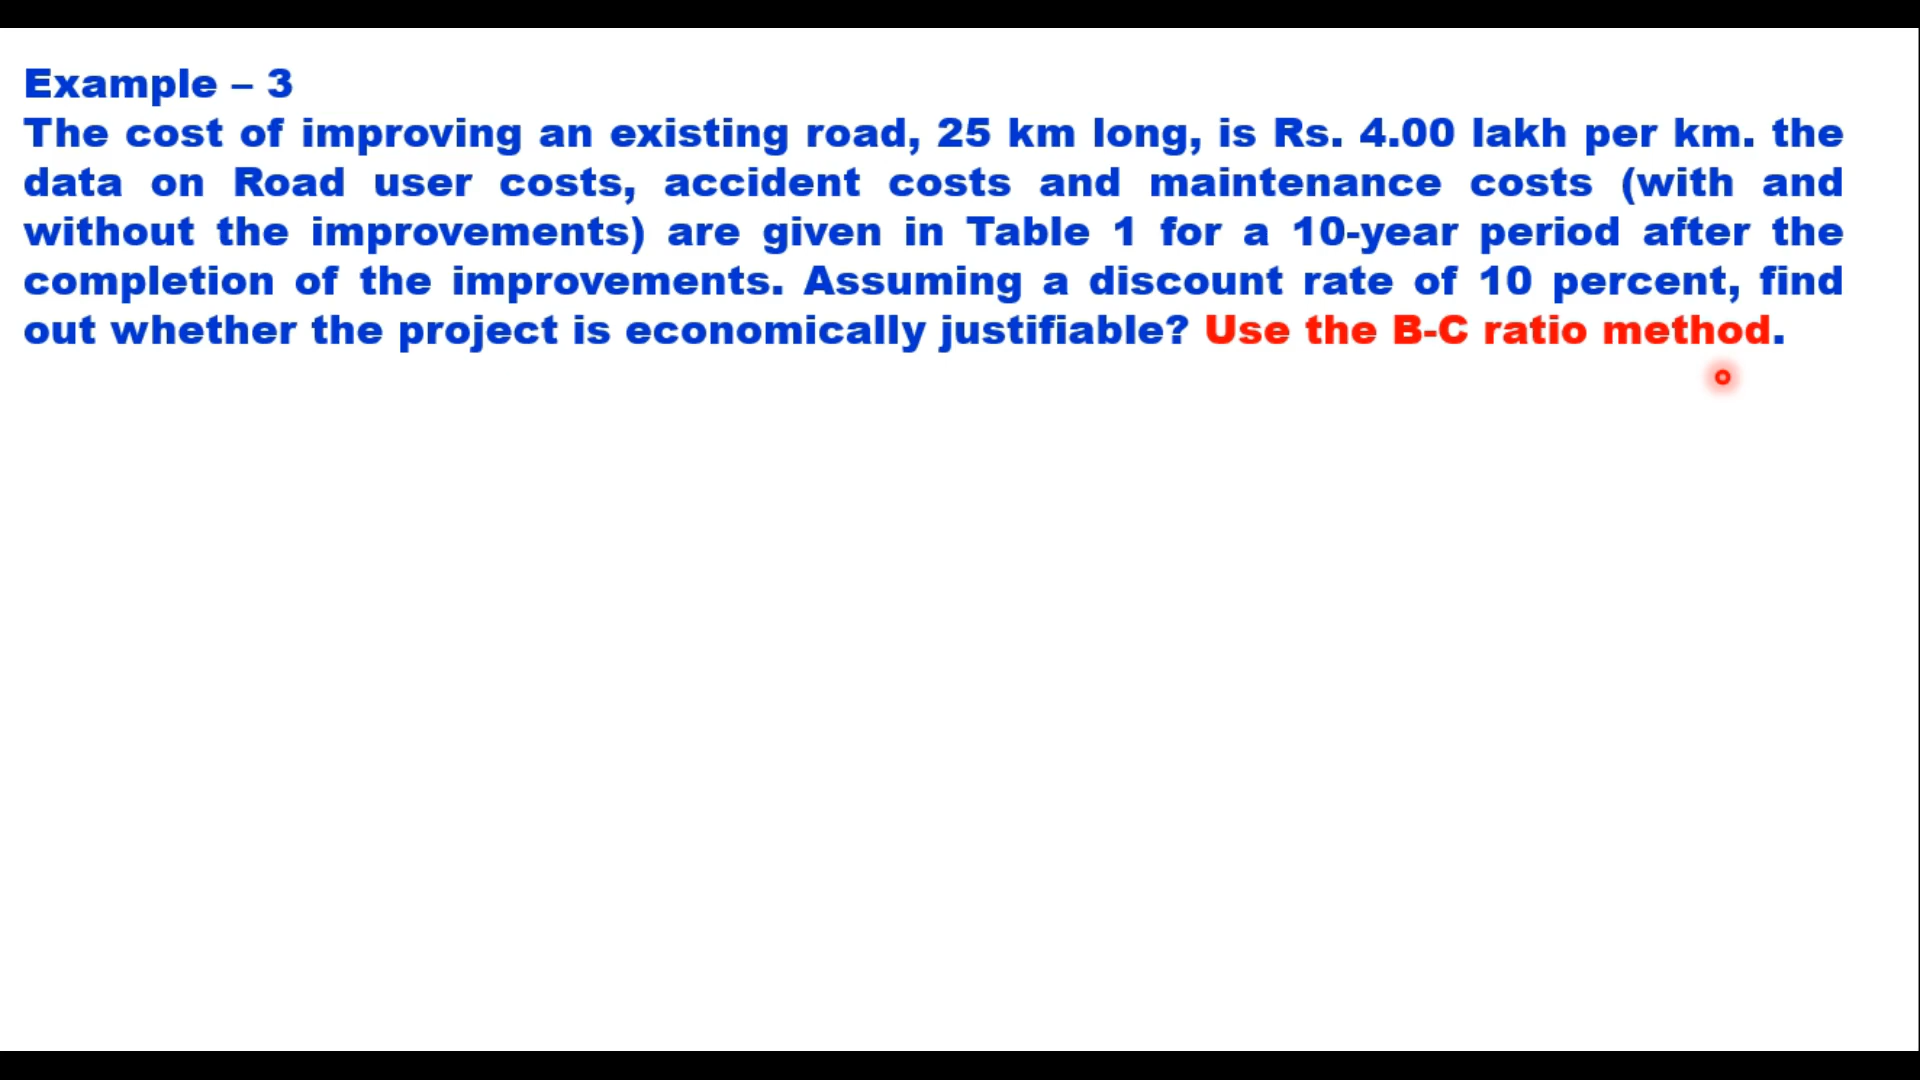 Example – 3
The cost of improving an existing road, 25 km long, is Rs. 4.00 lakh per km. the
data on Road user costs, accident costs and maintenance costs (with and
without the improvements) are given in Table 1 for a 10-year period after the
completion of the improvements. Assuming a discount rate of 10 percent, find
out whether the project is economically justifiable? Use the B-C ratio method.